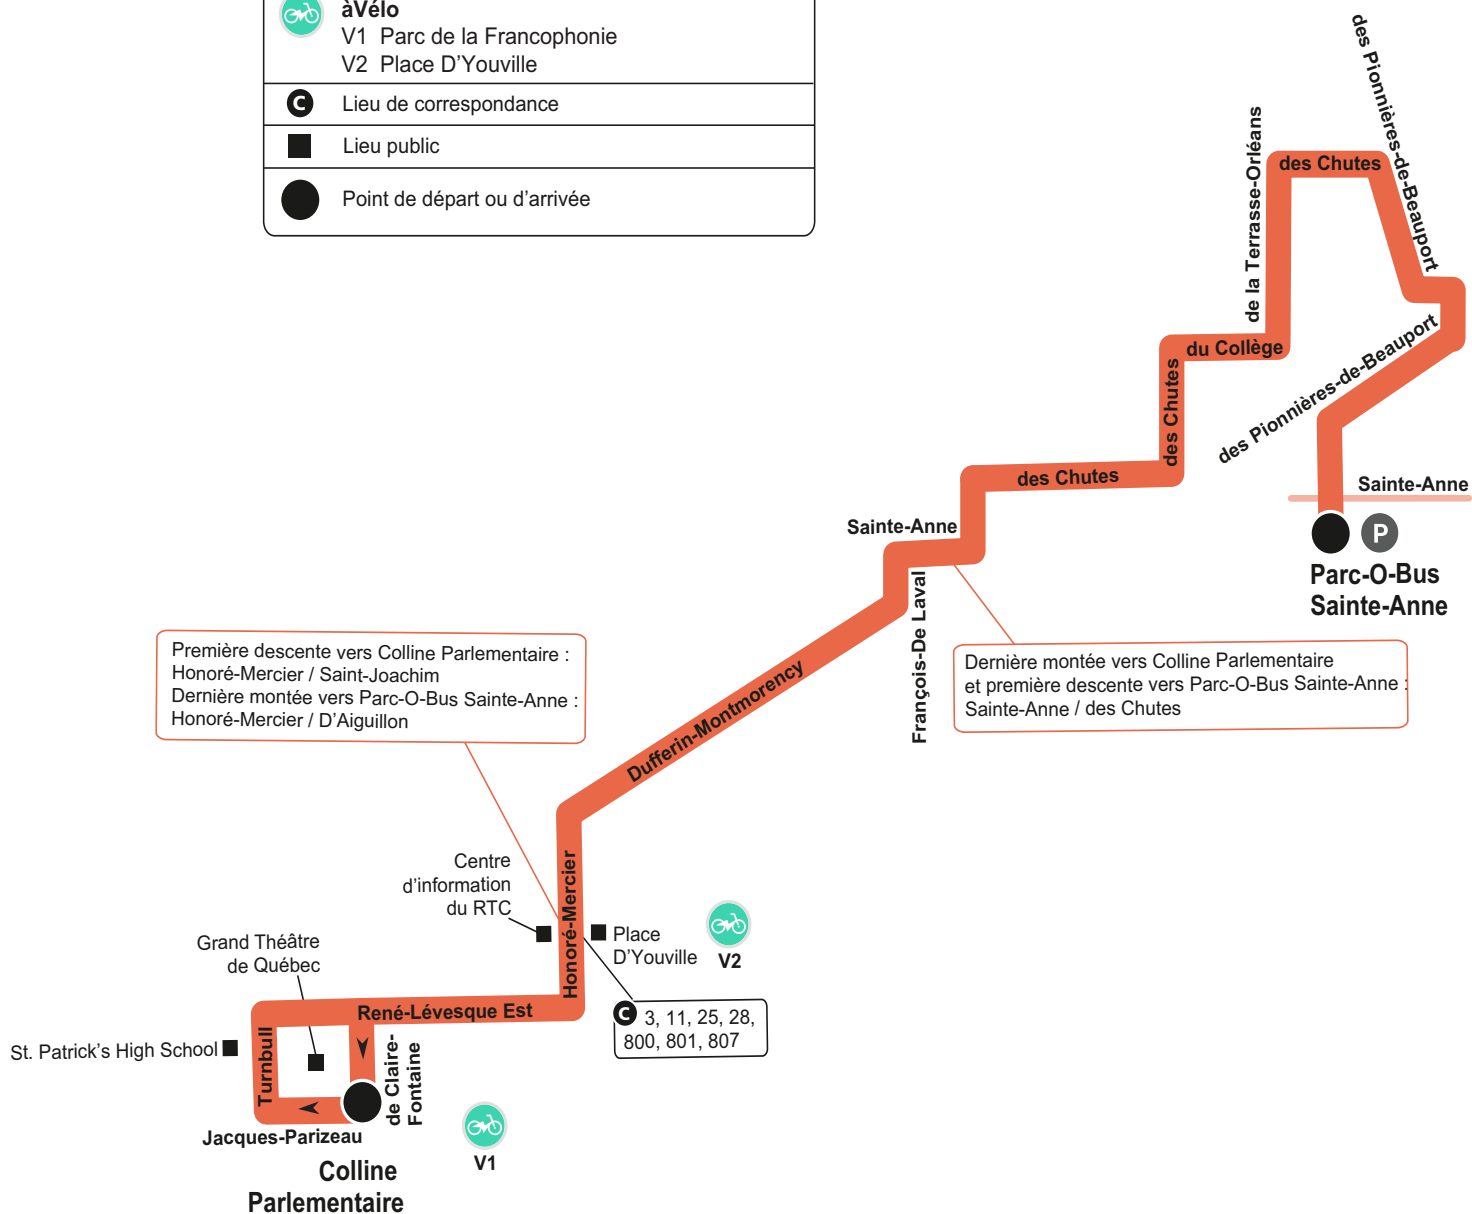 àVélo
V1 Parc de la Francophonie
V2 Place D'Youville
C Lieu de correspondance
Lieu public
Point de départ ou d'arrivée
des Pionnières-de-Beauport
de la Terrasse-Orléans
des Chutes
des Pionnières-de-Beauport
du Collège
des Chutes
des Chutes
Sainte-Anne
P
Parc-O-Bus
Sainte-Anne
Sainte-Anne
François-De Laval
Dernière montée vers Colline Parlementaire
et première descente vers Parc-O-Bus Sainte-Anne :
Sainte-Anne / des Chutes
Première descente vers Colline Parlementaire :
Honoré-Mercier / Saint-Joachim
Dernière montée vers Parc-O-Bus Sainte-Anne :
Honoré-Mercier / D'Aiguillon
Dufferin-Montmorency
Honoré-Mercier
Centre
d'information
du RTC
Place
D'Youville
V2
C 3, 11, 25, 28,
800, 801, 807
Grand Théâtre
de Québec
René-Lévesque Est
St. Patrick's High School
Turnbull
de Claire-
Fontaine
Jacques-Parizeau
V1
Colline
Parlementaire